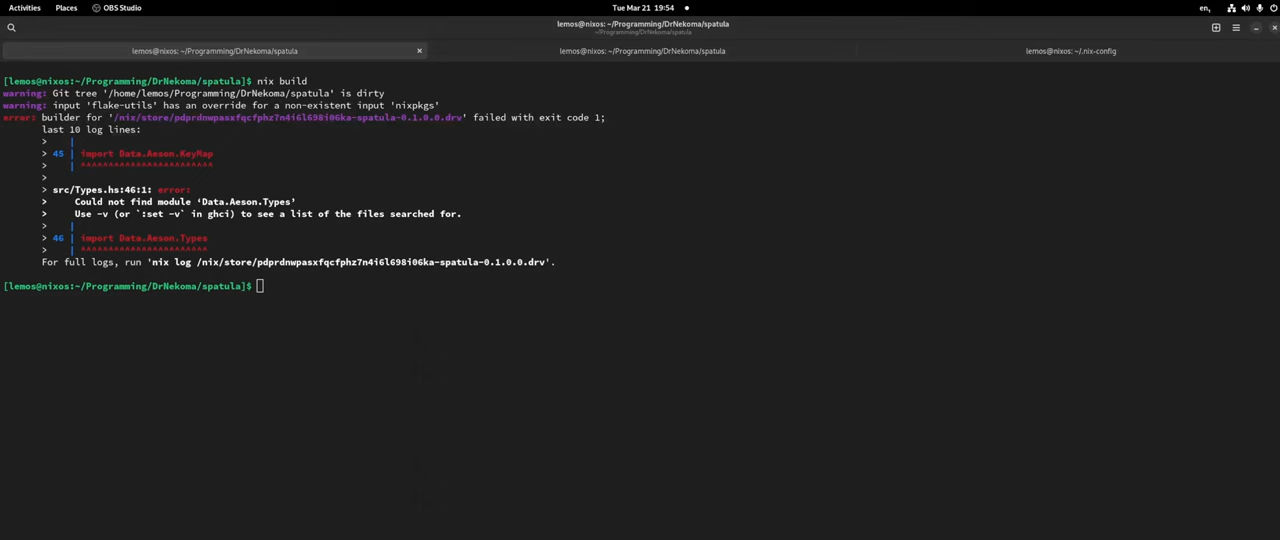 Activities Places OBS Studio Tue Mar 21 19:54 en,
lemos@nixos: ~/Programming/DrNekoma/spatula
~/Programming/DrNekoma/spatula
lemos@nixos: ~/Programming/DrNekoma/spatula × lemos@nixos: ~/Programming/DrNekoma/spatula lemos@nixos: ~/.nix-config
[lemos@nixos:~/Programming/DrNekoma/spatula]$ nix build
warning: Git tree '/home/lemos/Programming/DrNekoma/spatula' is dirty
warning: input 'flake-utils' has an override for a non-existent input 'nixpkgs'
error: builder for '/nix/store/pdprdnwpasxfqcfphz7n4i6l698i06ka-spatula-0.1.0.0.drv' failed with exit code 1;
last 10 log lines:
> |
> 45 | import Data.Aeson.KeyMap
> | ^^^^^^^^^^^^^^^^^^^^^^^^
>
> src/Types.hs:46:1: error:
> Could not find module ‘Data.Aeson.Types’
> Use -v (or `:set -v` in ghci) to see a list of the files searched for.
> |
> 46 | import Data.Aeson.Types
> | ^^^^^^^^^^^^^^^^^^^^^^^
For full logs, run 'nix log /nix/store/pdprdnwpasxfqcfphz7n4i6l698i06ka-spatula-0.1.0.0.drv'.
[lemos@nixos:~/Programming/DrNekoma/spatula]$